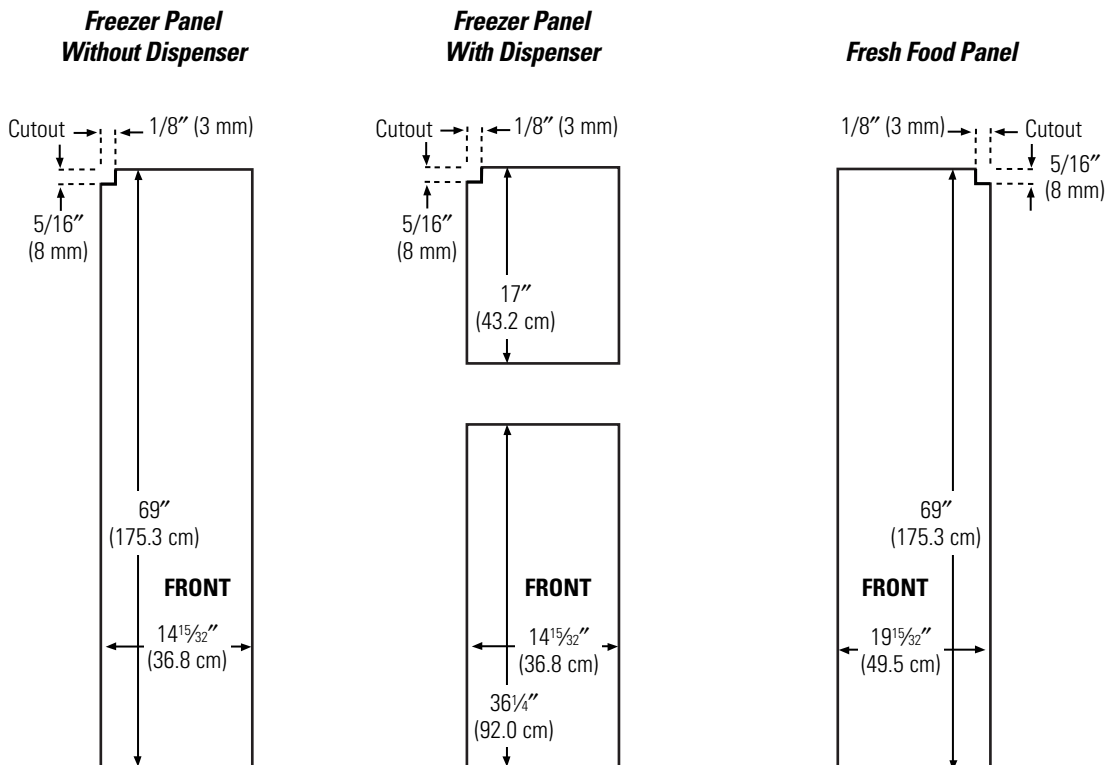 Freezer Panel
Without Dispenser
Cutout
1/8″ (3 mm)
5/16″
(8 mm)
69″
(175.3 cm)
FRONT
14 15/32″
(36.8 cm)
Freezer Panel
With Dispenser
Cutout
1/8″ (3 mm)
5/16″
(8 mm)
17″
(43.2 cm)
FRONT
14 15/32″
(36.8 cm)
36 1/4″
(92.0 cm)
Fresh Food Panel
1/8″ (3 mm)
Cutout
5/16″
(8 mm)
69″
(175.3 cm)
FRONT
19 15/32″
(49.5 cm)